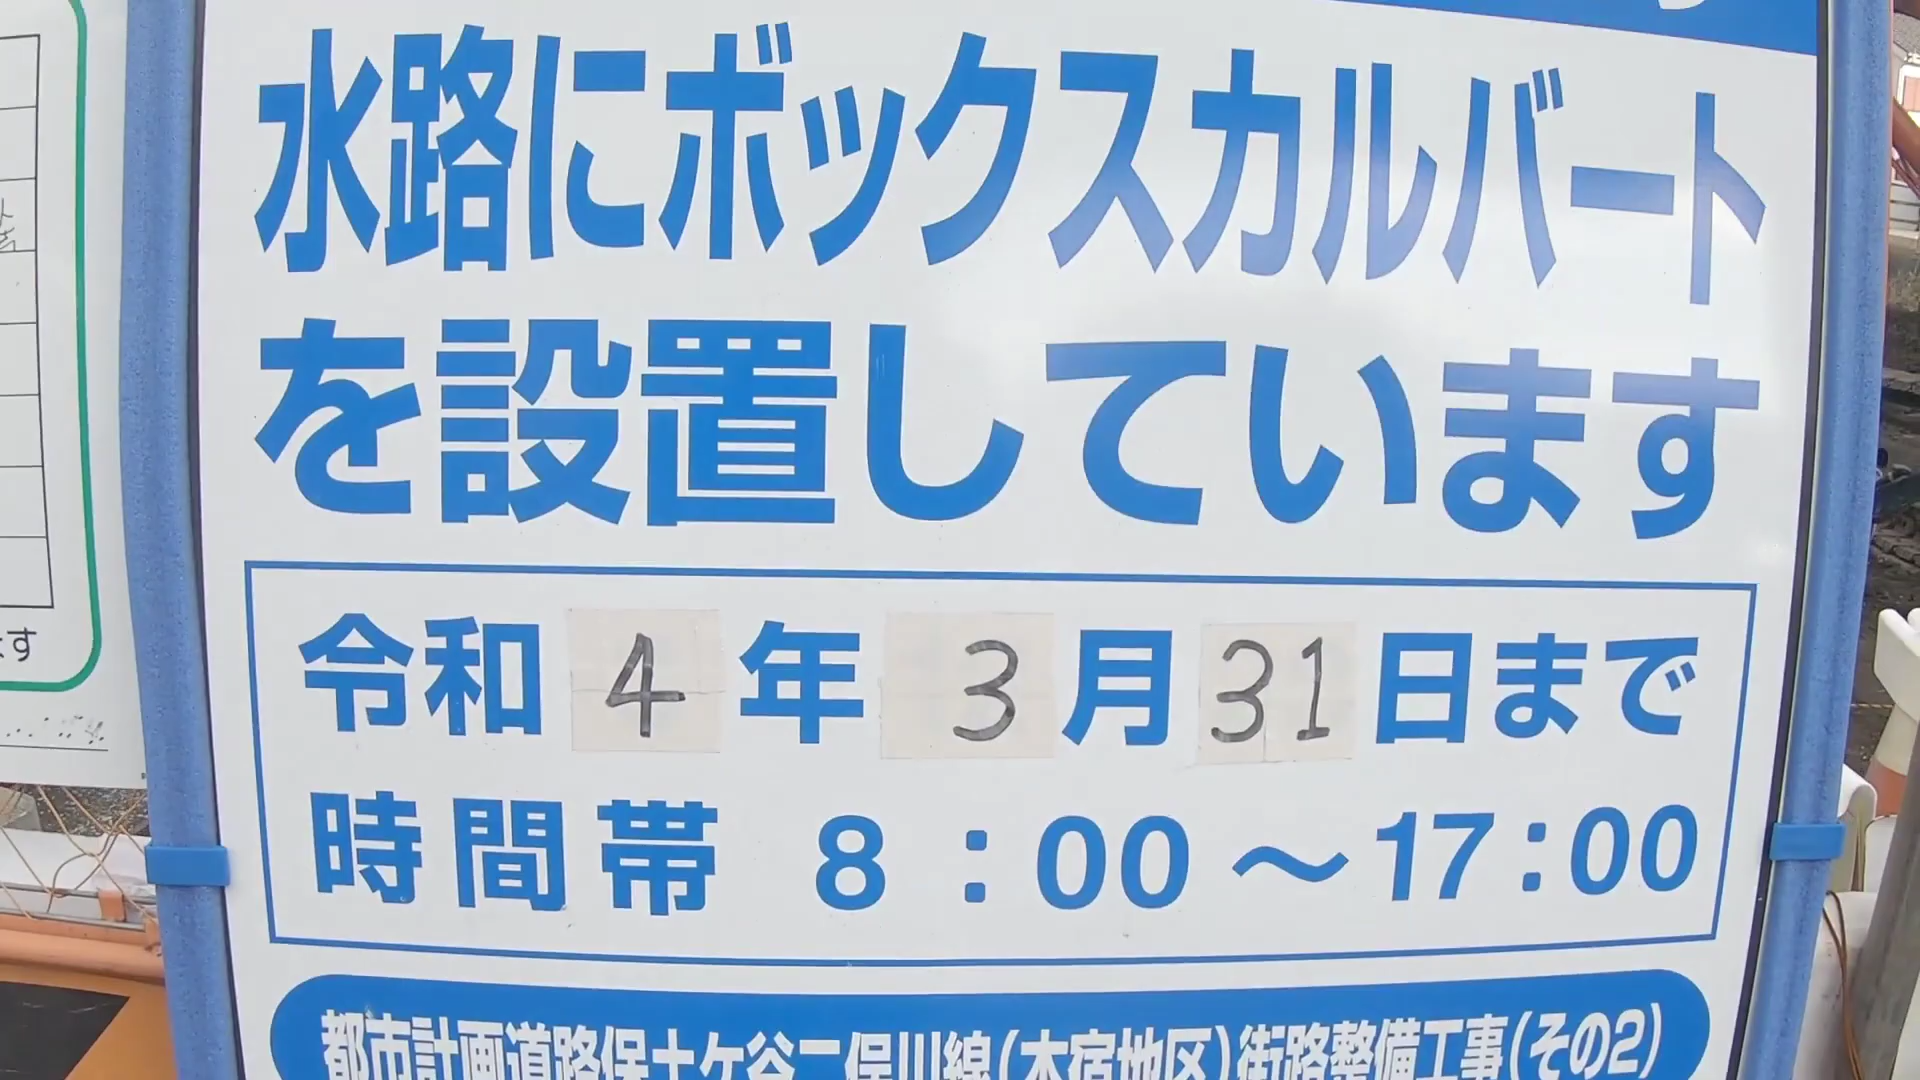 水路にボックスカルバート
を設置しています
令和4年3月31日まで
時間帯 8:00〜17:00
都市計画道路保土ケ谷二俣川線(本宿地区)街路整備工事(その2)
ます